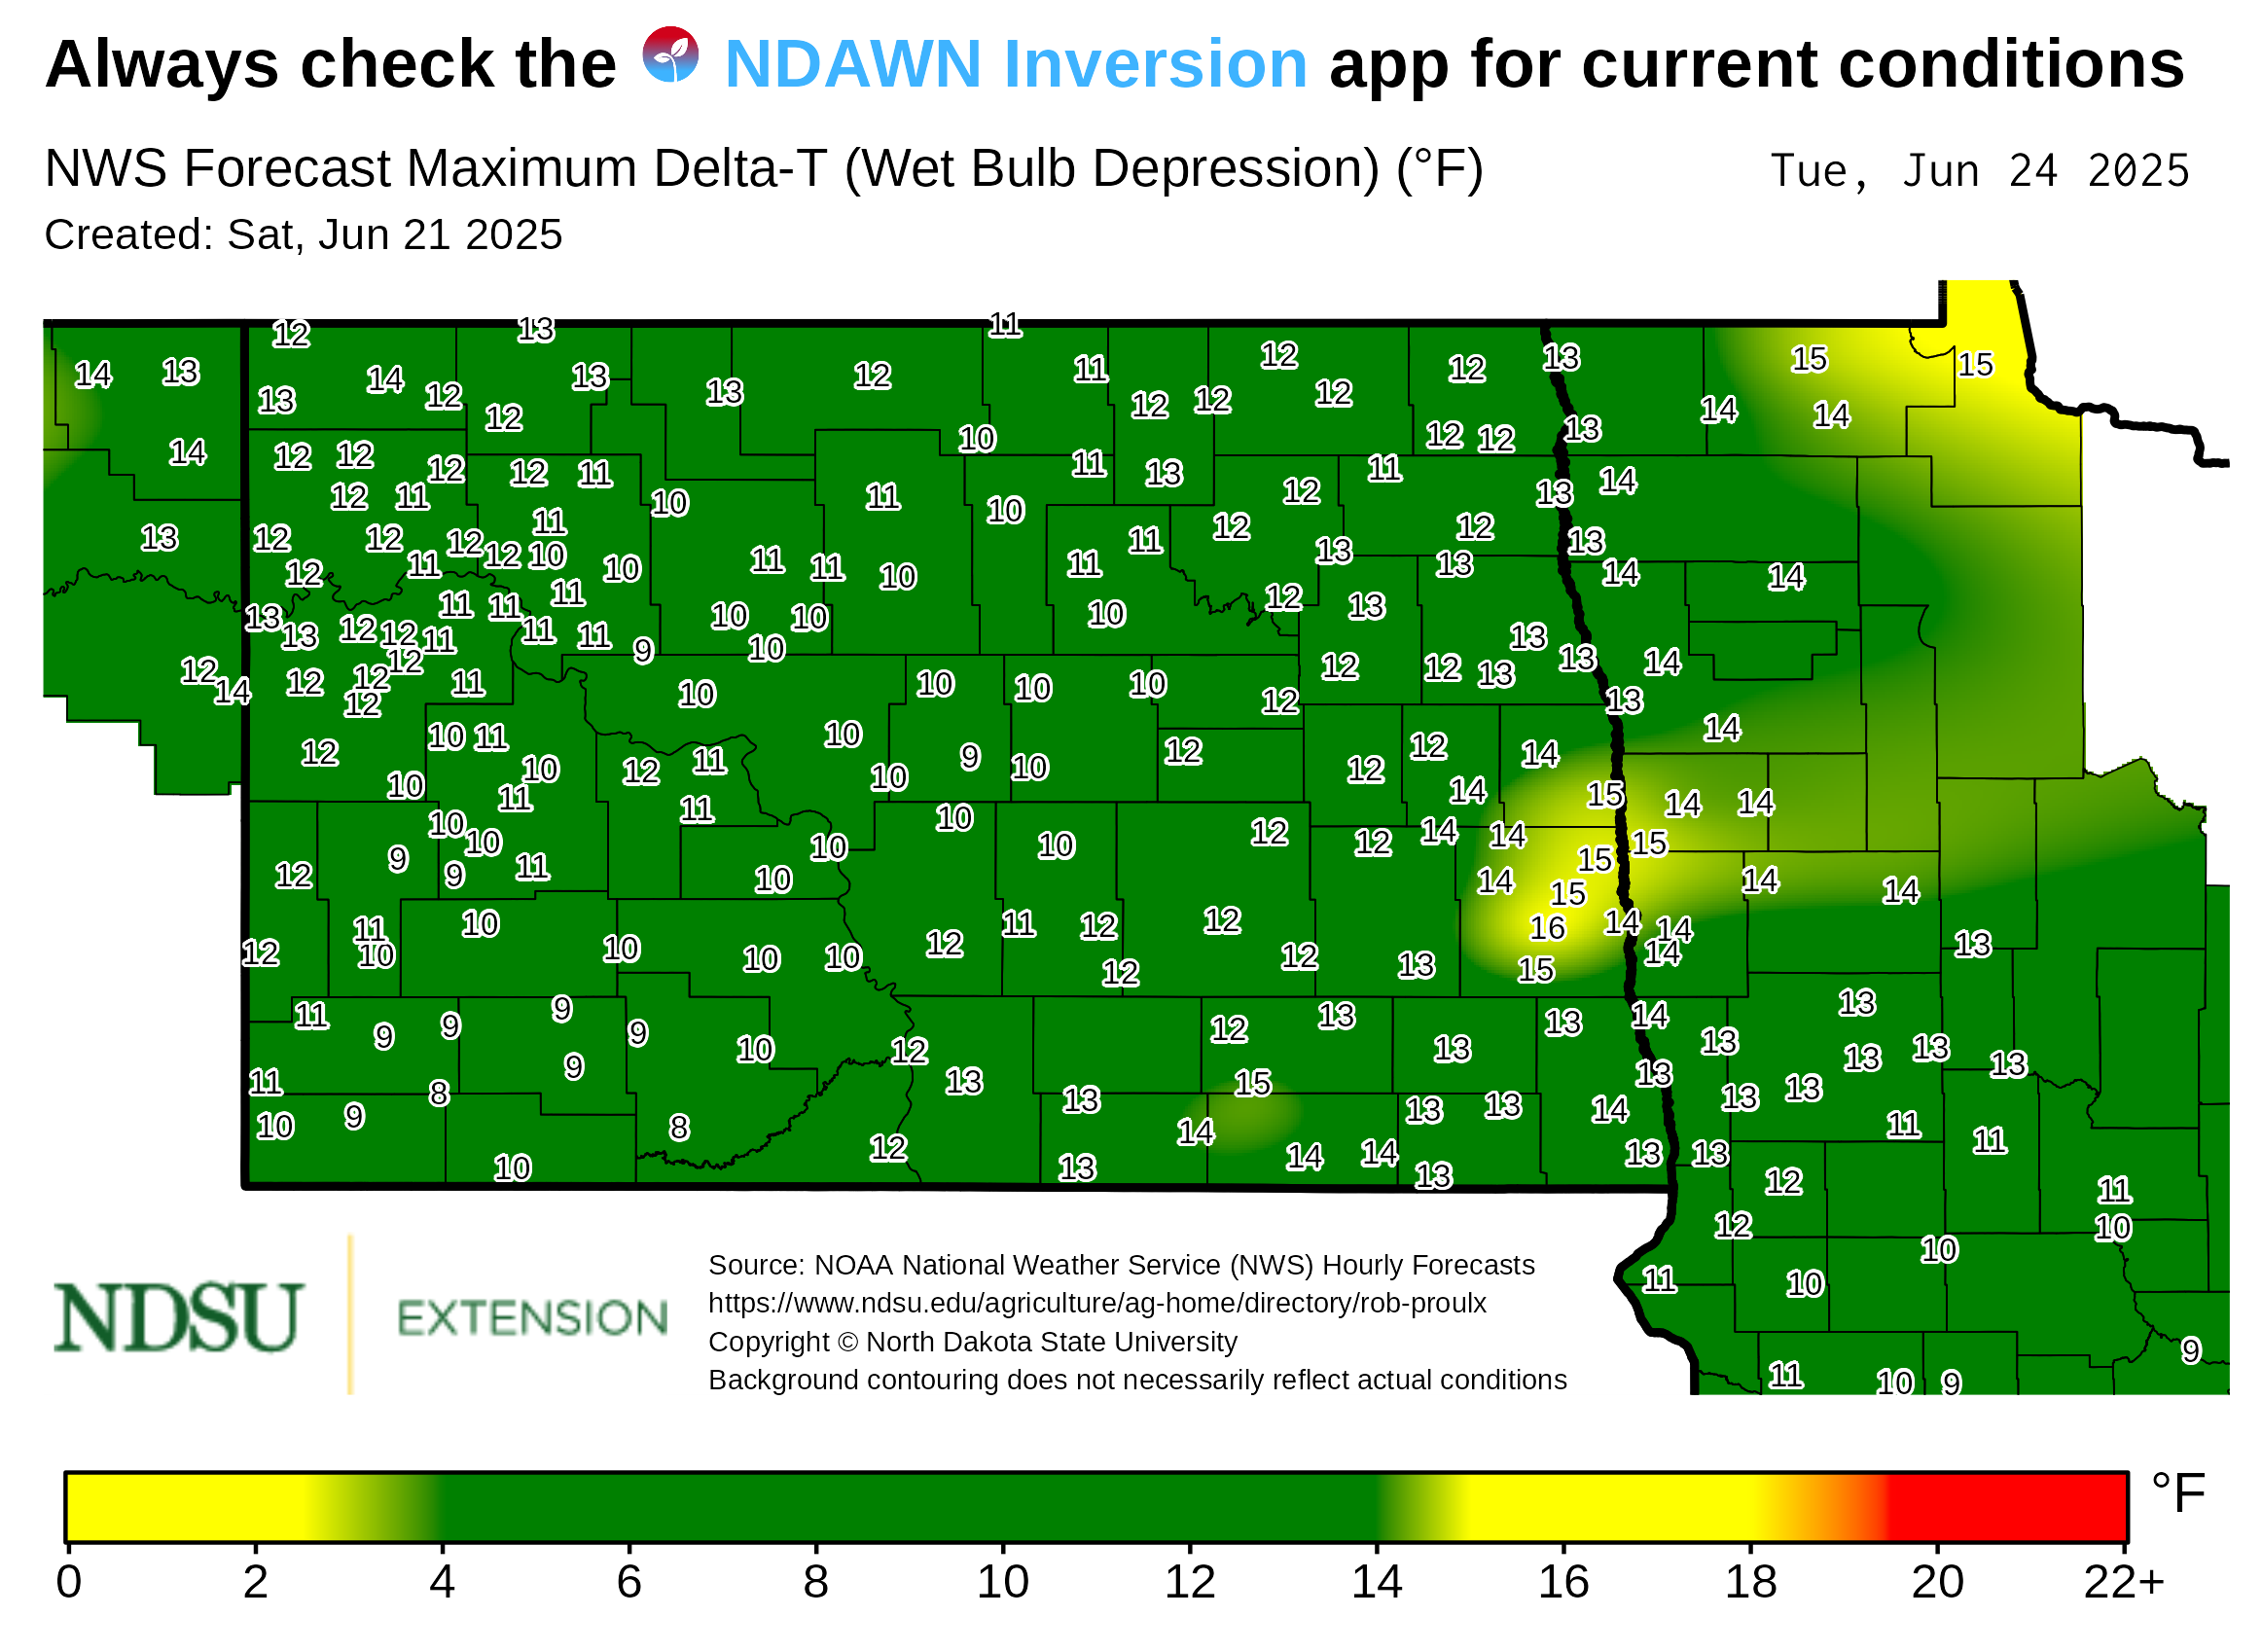 Always check the NDAWN Inversion app for current conditions
NWS Forecast Maximum Delta-T (Wet Bulb Depression) (°F)
Tue, Jun 24 2025
Created: Sat, Jun 21 2025
12 13 11
14 13 14 13 13 12 11 12 12 13 15 15
13 12 12 13 12 12 12 14 14
12 10 12 12 13
14 12 12 12 12 11 11 13 11 14
12 11 10 11 10 12 13
13 12 12 12 11 12 10 11 12 12 13
12 11 10 11 11 10 11 13 13 14 14
13 11 11 11 10 10 10 12 13
13 12 12 11 11 11 9 10 13 13 14
12 14 12 12 12 11 10 10 10 10 12 12 13
12 12 13
12 10 11 10 9 12 12 14 14
10 10 12 11 10 10 12 14 15 14 14
11 11 10
10 10 10 10 12 12 14 14 15
12 9 9 11 10 14 15 14 14
15
12 11 10 10 10 10 10 12 11 12 12 12 12 13 16 14 14 14 13
15
11 9 9 9 9 10 12 12 13 13 13 14 13 13
11 8 9 13 13 15 13 13 13 13 13 13 13 13
10 9 8 12 14 13 14 11
10 13 14 14 13 13 13 11
12 11
12 10
10
11 10
Source: NOAA National Weather Service (NWS) Hourly Forecasts
https://www.ndsu.edu/agriculture/ag-home/directory/rob-proulx
Copyright © North Dakota State University
Background contouring does not necessarily reflect actual conditions
NDSU EXTENSION
9
11 10 9
°F
0 2 4 6 8 10 12 14 16 18 20 22+